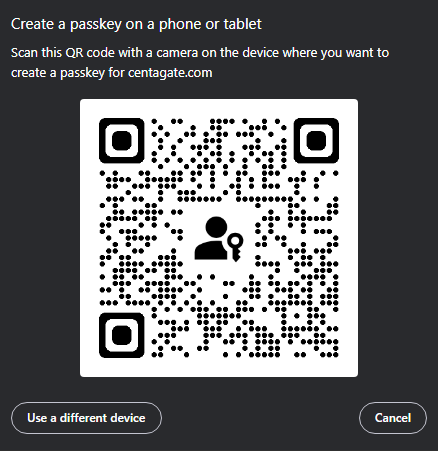 Create a passkey on a phone or tablet
Scan this QR code with a camera on the device where you want to
create a passkey for centagate.com
Use a different device
Cancel